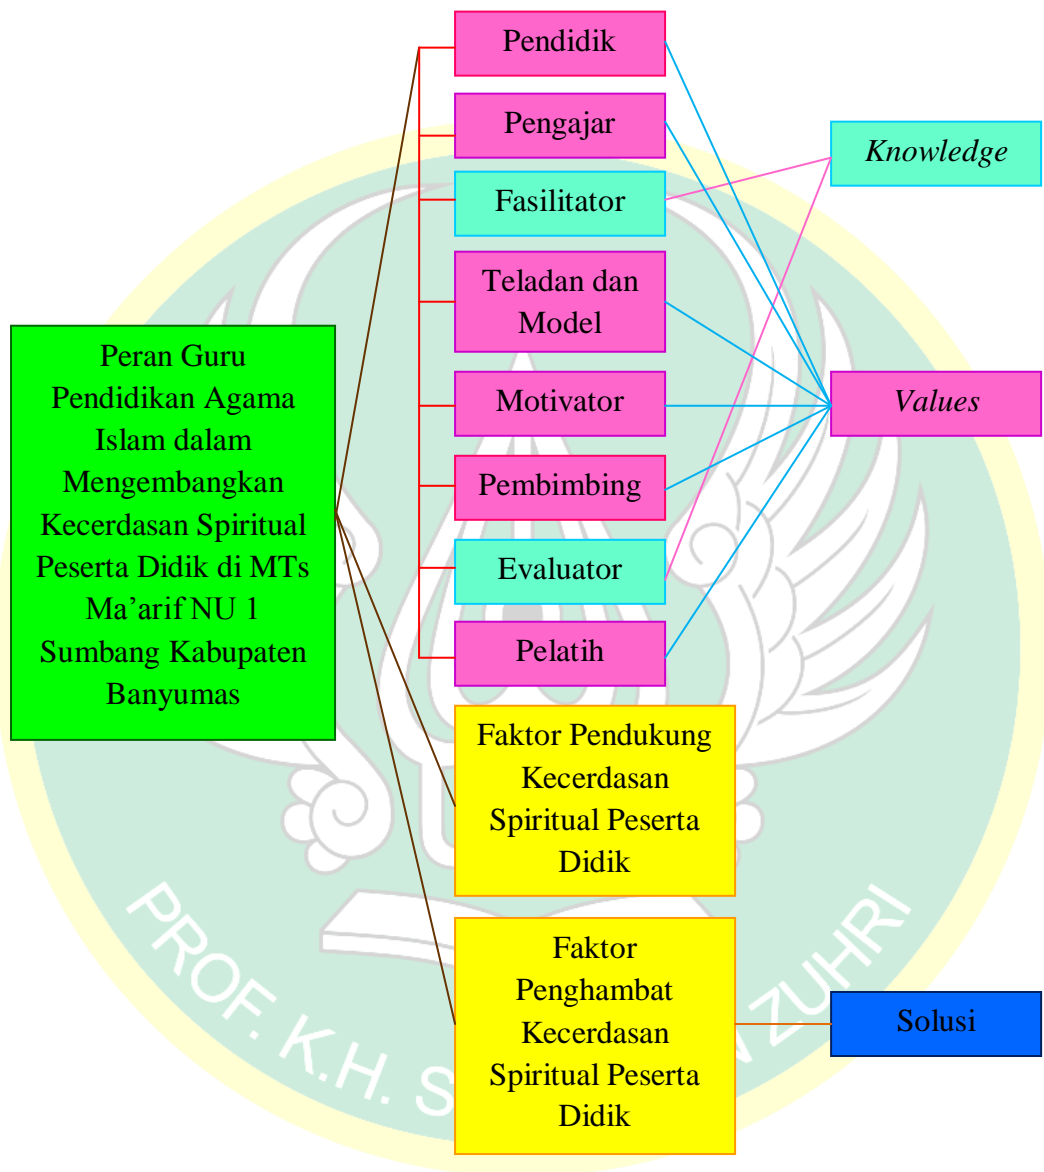 Pendidik
Pengajar
Fasilitator
Teladan dan
Model
Motivator
Pembimbing
Evaluator
Pelatih
Knowledge
Values
Peran Guru
Pendidikan Agama
Islam dalam
Mengembangkan
Kecerdasan Spiritual
Peserta Didik di MTs
Ma’arif NU 1
Sumbang Kabupaten
Banyumas
Faktor Pendukung
Kecerdasan
Spiritual Peserta
Didik
Faktor
Penghambat
Kecerdasan
Spiritual Peserta
Didik
Solusi
PROF. K.H. ZUHRI